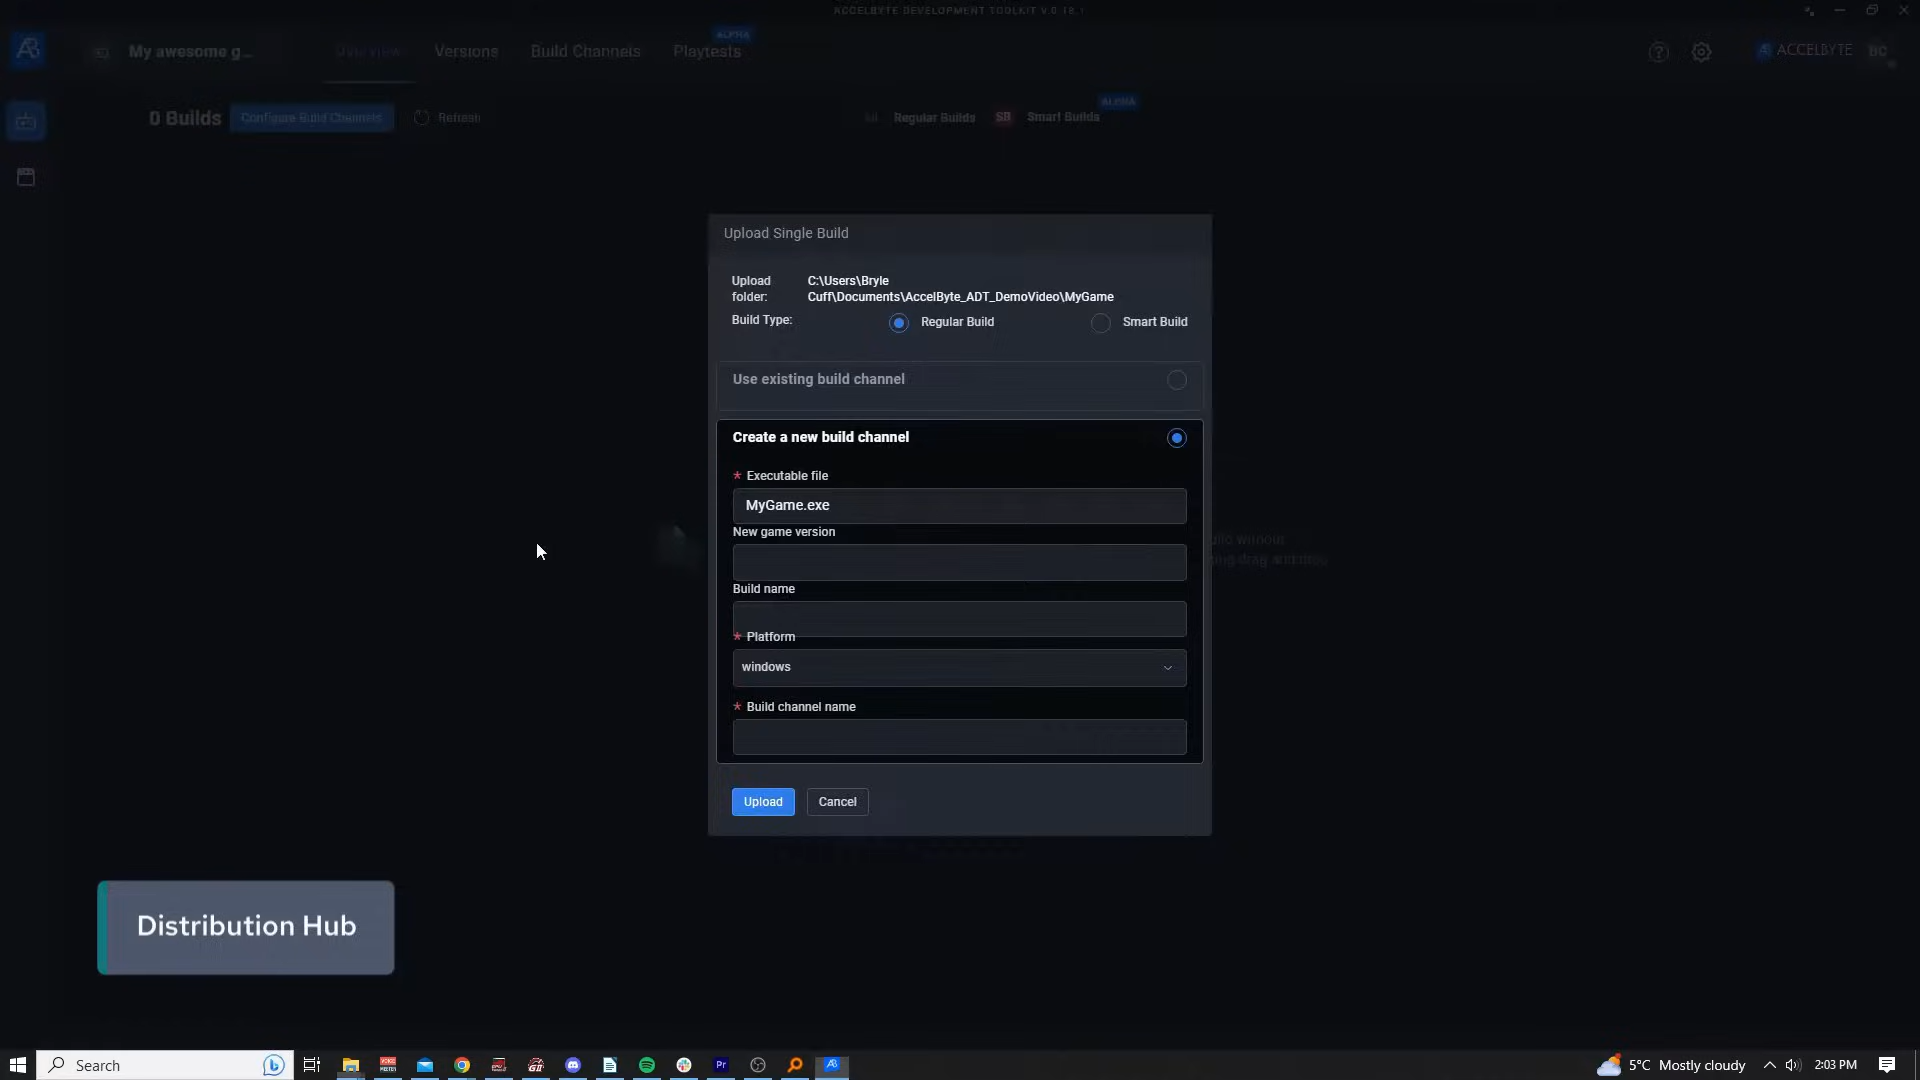 ACCELBYTE DEVELOPMENT TOOLKIT V.0.18.1
My awesome g...
Overview
Versions
Build Channels
Playtests
ALPHA
ACCELBYTE
BC
0 Builds
Configure Build Channels
Refresh
Regular Builds
SB
Smart Builds
ALPHA
Upload Single Build
Upload folder:
C:\Users\Bryle
Cuff\Documents\AccelByte_ADT_DemoVideo\MyGame
Build Type:
Regular Build
Smart Build
Use existing build channel
Create a new build channel
* Executable file
MyGame.exe
New game version
Build name
* Platform
windows
* Build channel name
Upload
Cancel
Distribution Hub
Search
5°C Mostly cloudy
2:03 PM